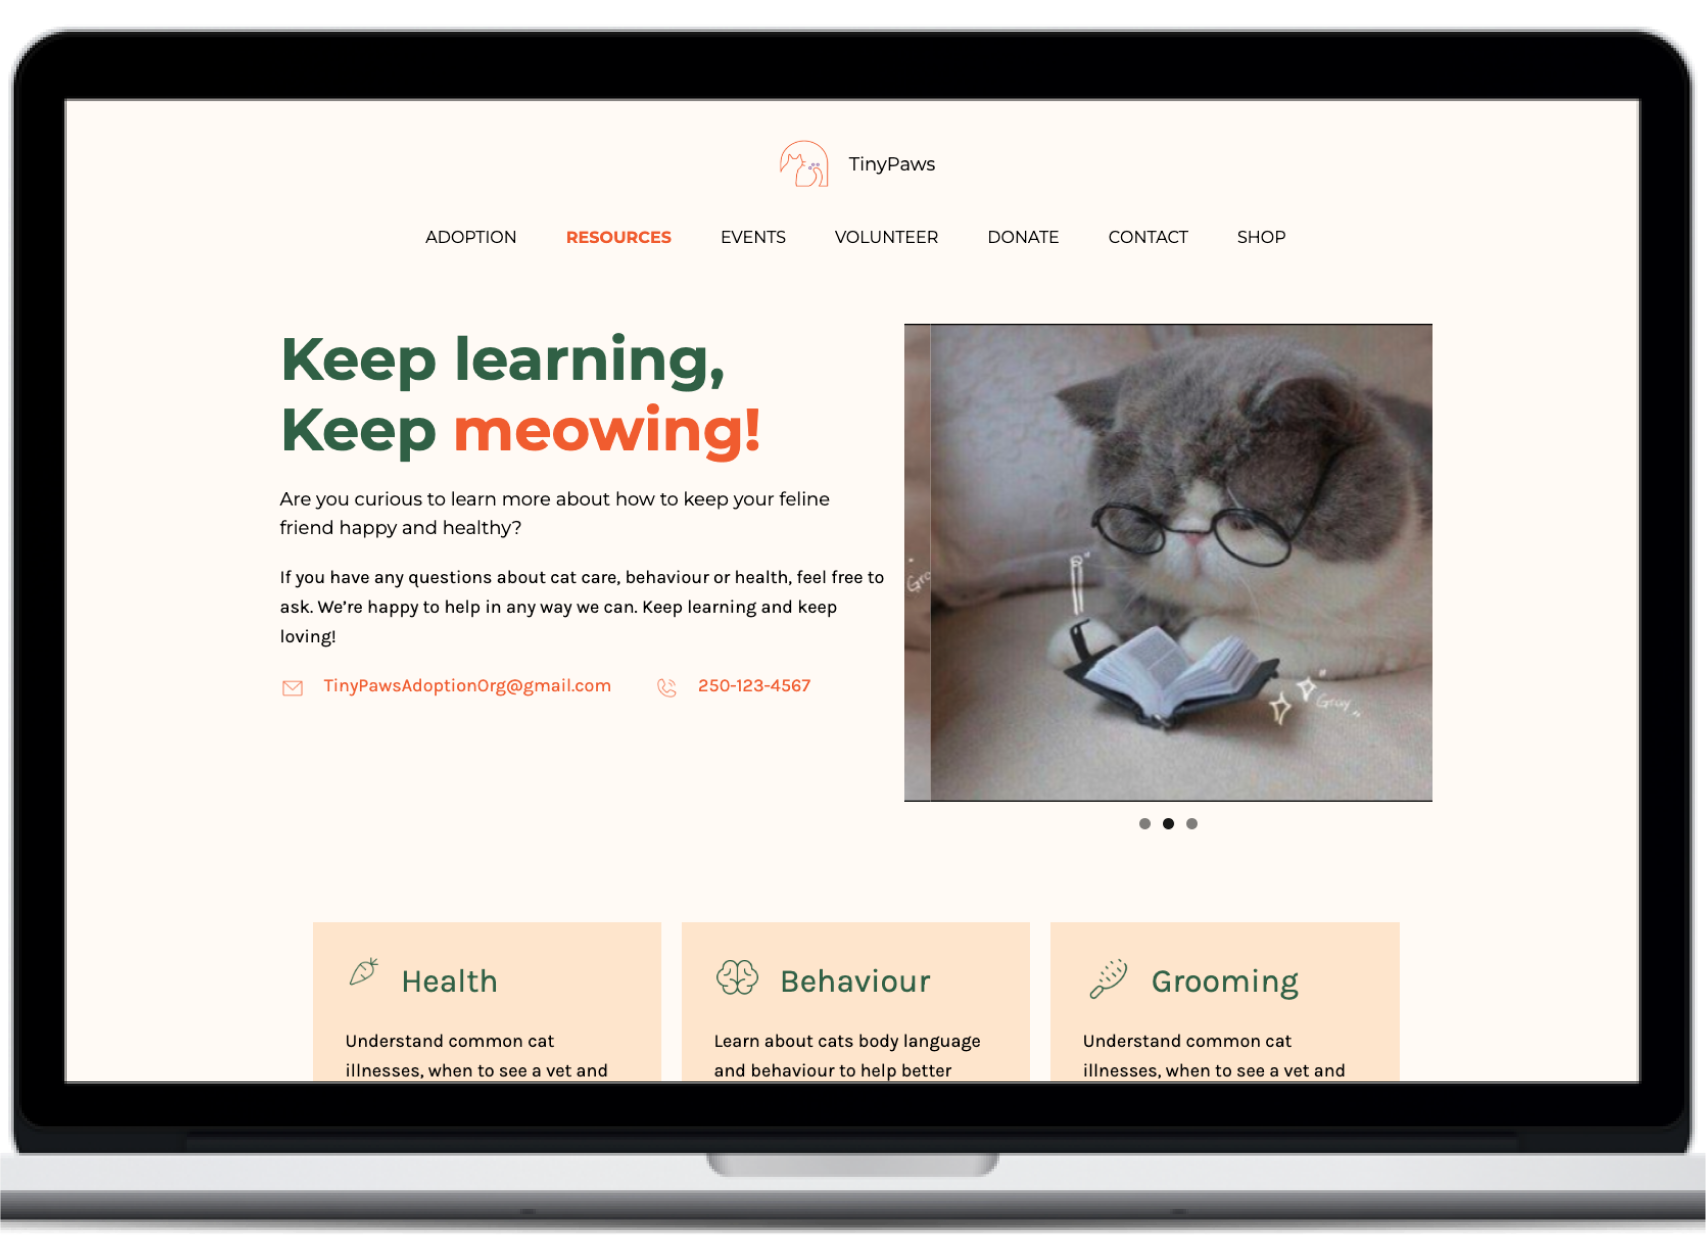 TinyPaws
ADOPTION RESOURCES EVENTS VOLUNTEER DONATE CONTACT SHOP
Keep learning,
Keep meowing!
Are you curious to learn more about how to keep your feline
friend happy and healthy?
If you have any questions about cat care, behaviour or health, feel free to
ask. We’re happy to help in any way we can. Keep learning and keep
loving!
TinyPawsAdoptionOrg@gmail.com 250-123-4567
Health
Understand common cat
illnesses, when to see a vet and
Behaviour
Learn about cats body language
and behaviour to help better
Grooming
Understand common cat
illnesses, when to see a vet and